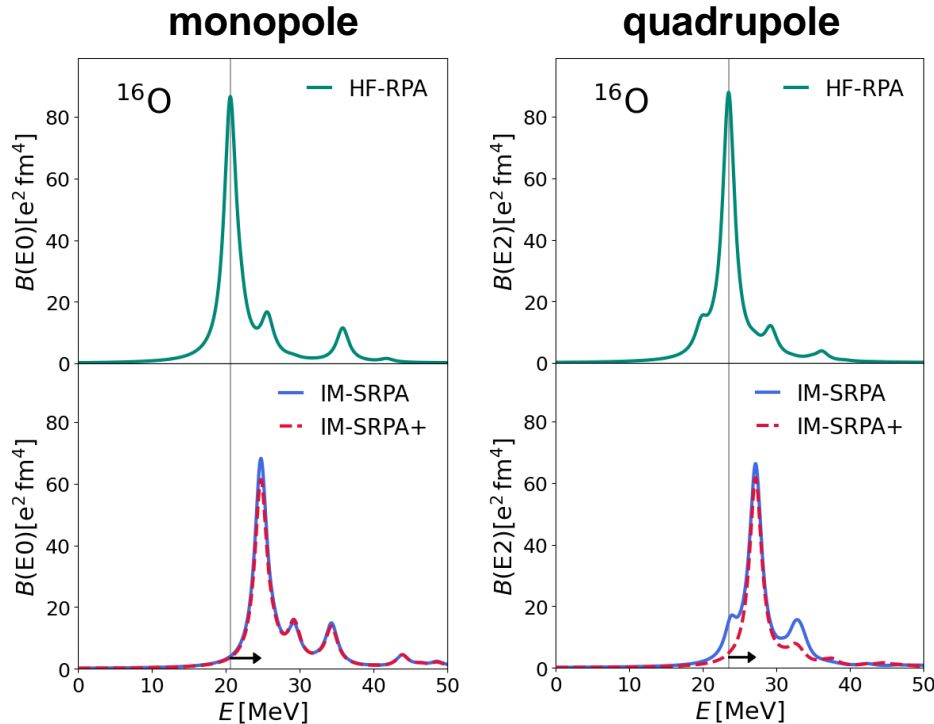 monopole
quadrupole
¹⁶O
HF-RPA
B(E0)[e² fm⁴]
80
60
40
20
0
¹⁶O
HF-RPA
B(E2)[e² fm⁴]
80
60
40
20
0
IM-SRPA
IM-SRPA+
B(E0)[e² fm⁴]
80
60
40
20
0
0 10 20 30 40 50
E [MeV]
IM-SRPA
IM-SRPA+
B(E2)[e² fm⁴]
80
60
40
20
0
0 10 20 30 40 50
E [MeV]